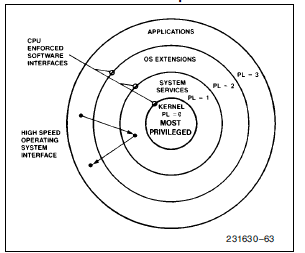 APPLICATIONS
CPU
ENFORCED
SOFTWARE
INTERFACES
OS EXTENSIONS
SYSTEM
SERVICES
PL - 3
PL - 2
PL - 1
KERNEL
PL = 0
MOST
PRIVILEGED
HIGH SPEED
OPERATING
SYSTEM
INTERFACE
231630–63